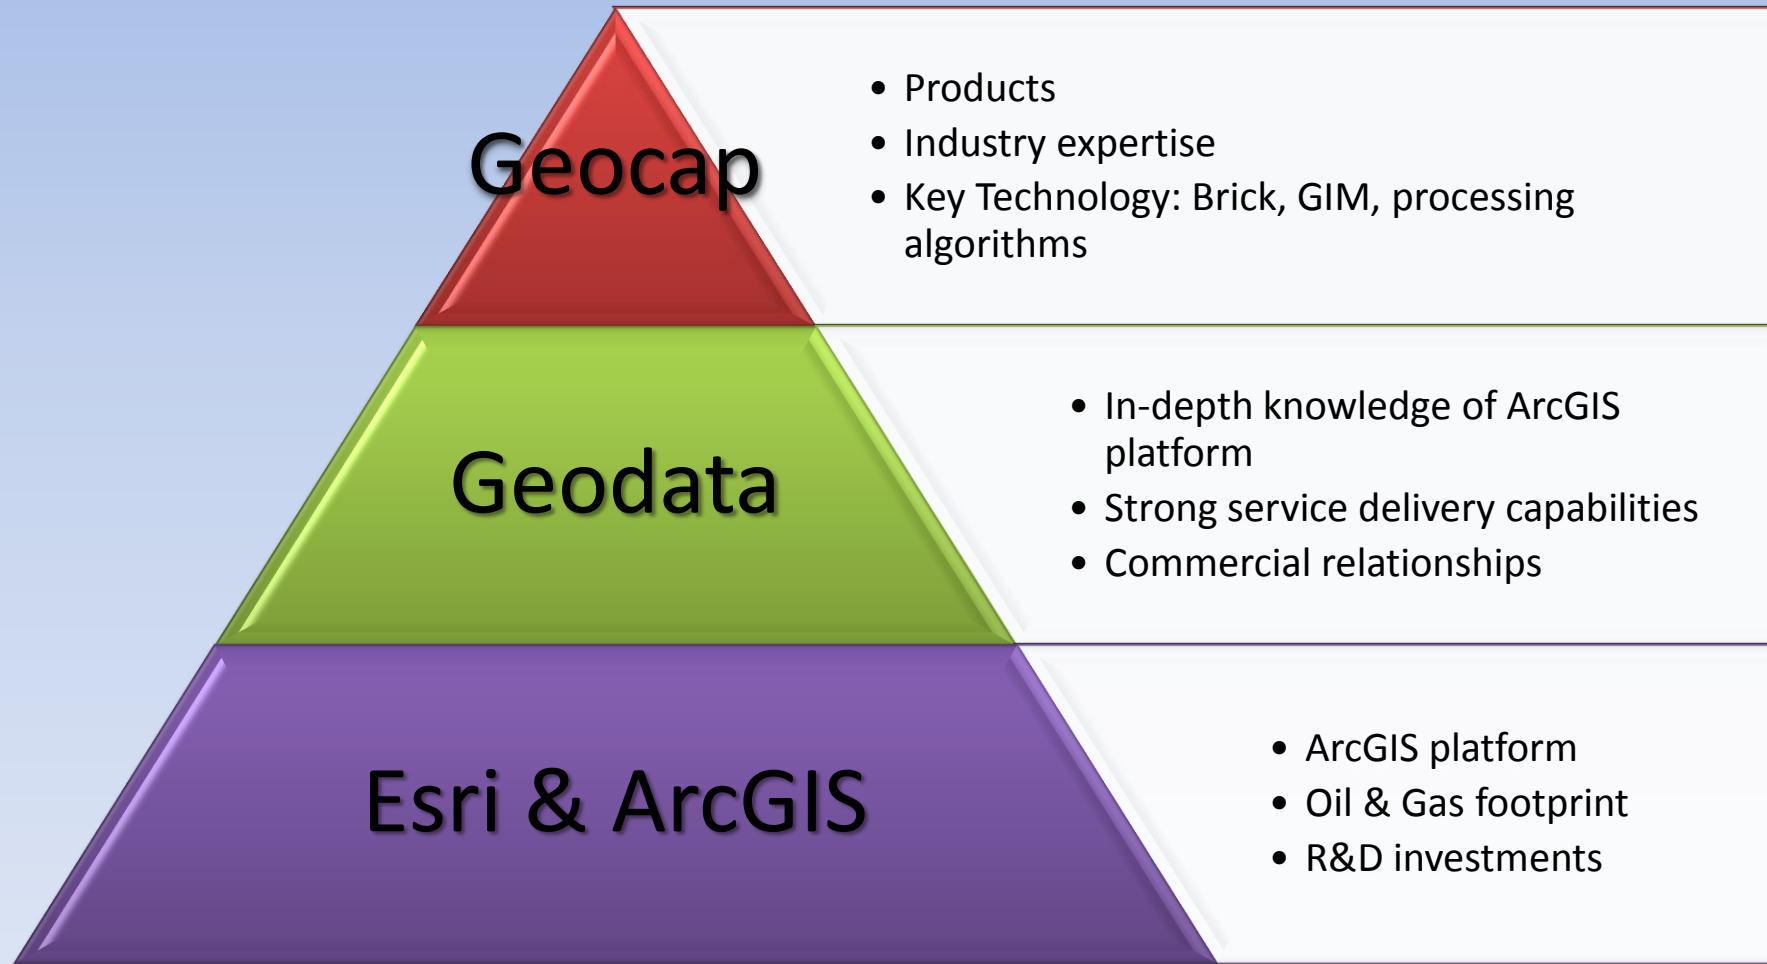 Geocap
• Products
• Industry expertise
• Key Technology: Brick, GIM, processing
algorithms
Geodata
• In-depth knowledge of ArcGIS
platform
• Strong service delivery capabilities
• Commercial relationships
Esri & ArcGIS
• ArcGIS platform
• Oil & Gas footprint
• R&D investments